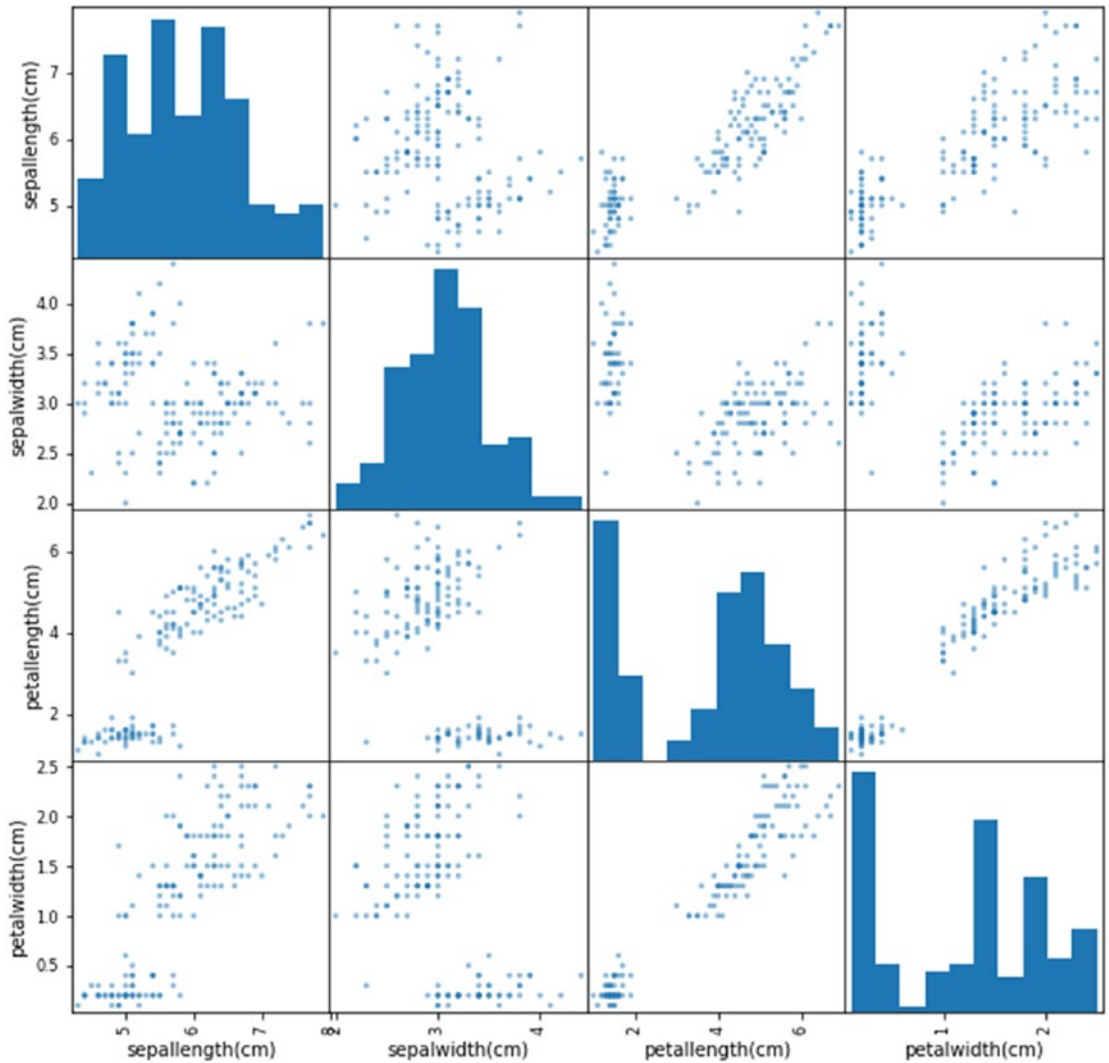 sepallength(cm)
7
6
5
sepalwidth(cm)
4.0
3.5
3.0
2.5
2.0
petallength(cm)
6
4
2
petalwidth(cm)
2.5
2.0
1.5
1.0
0.5
5 6 7 8 2 3 4 2 4 6 1 2
sepallength(cm) sepalwidth(cm) petallength(cm) petalwidth(cm)